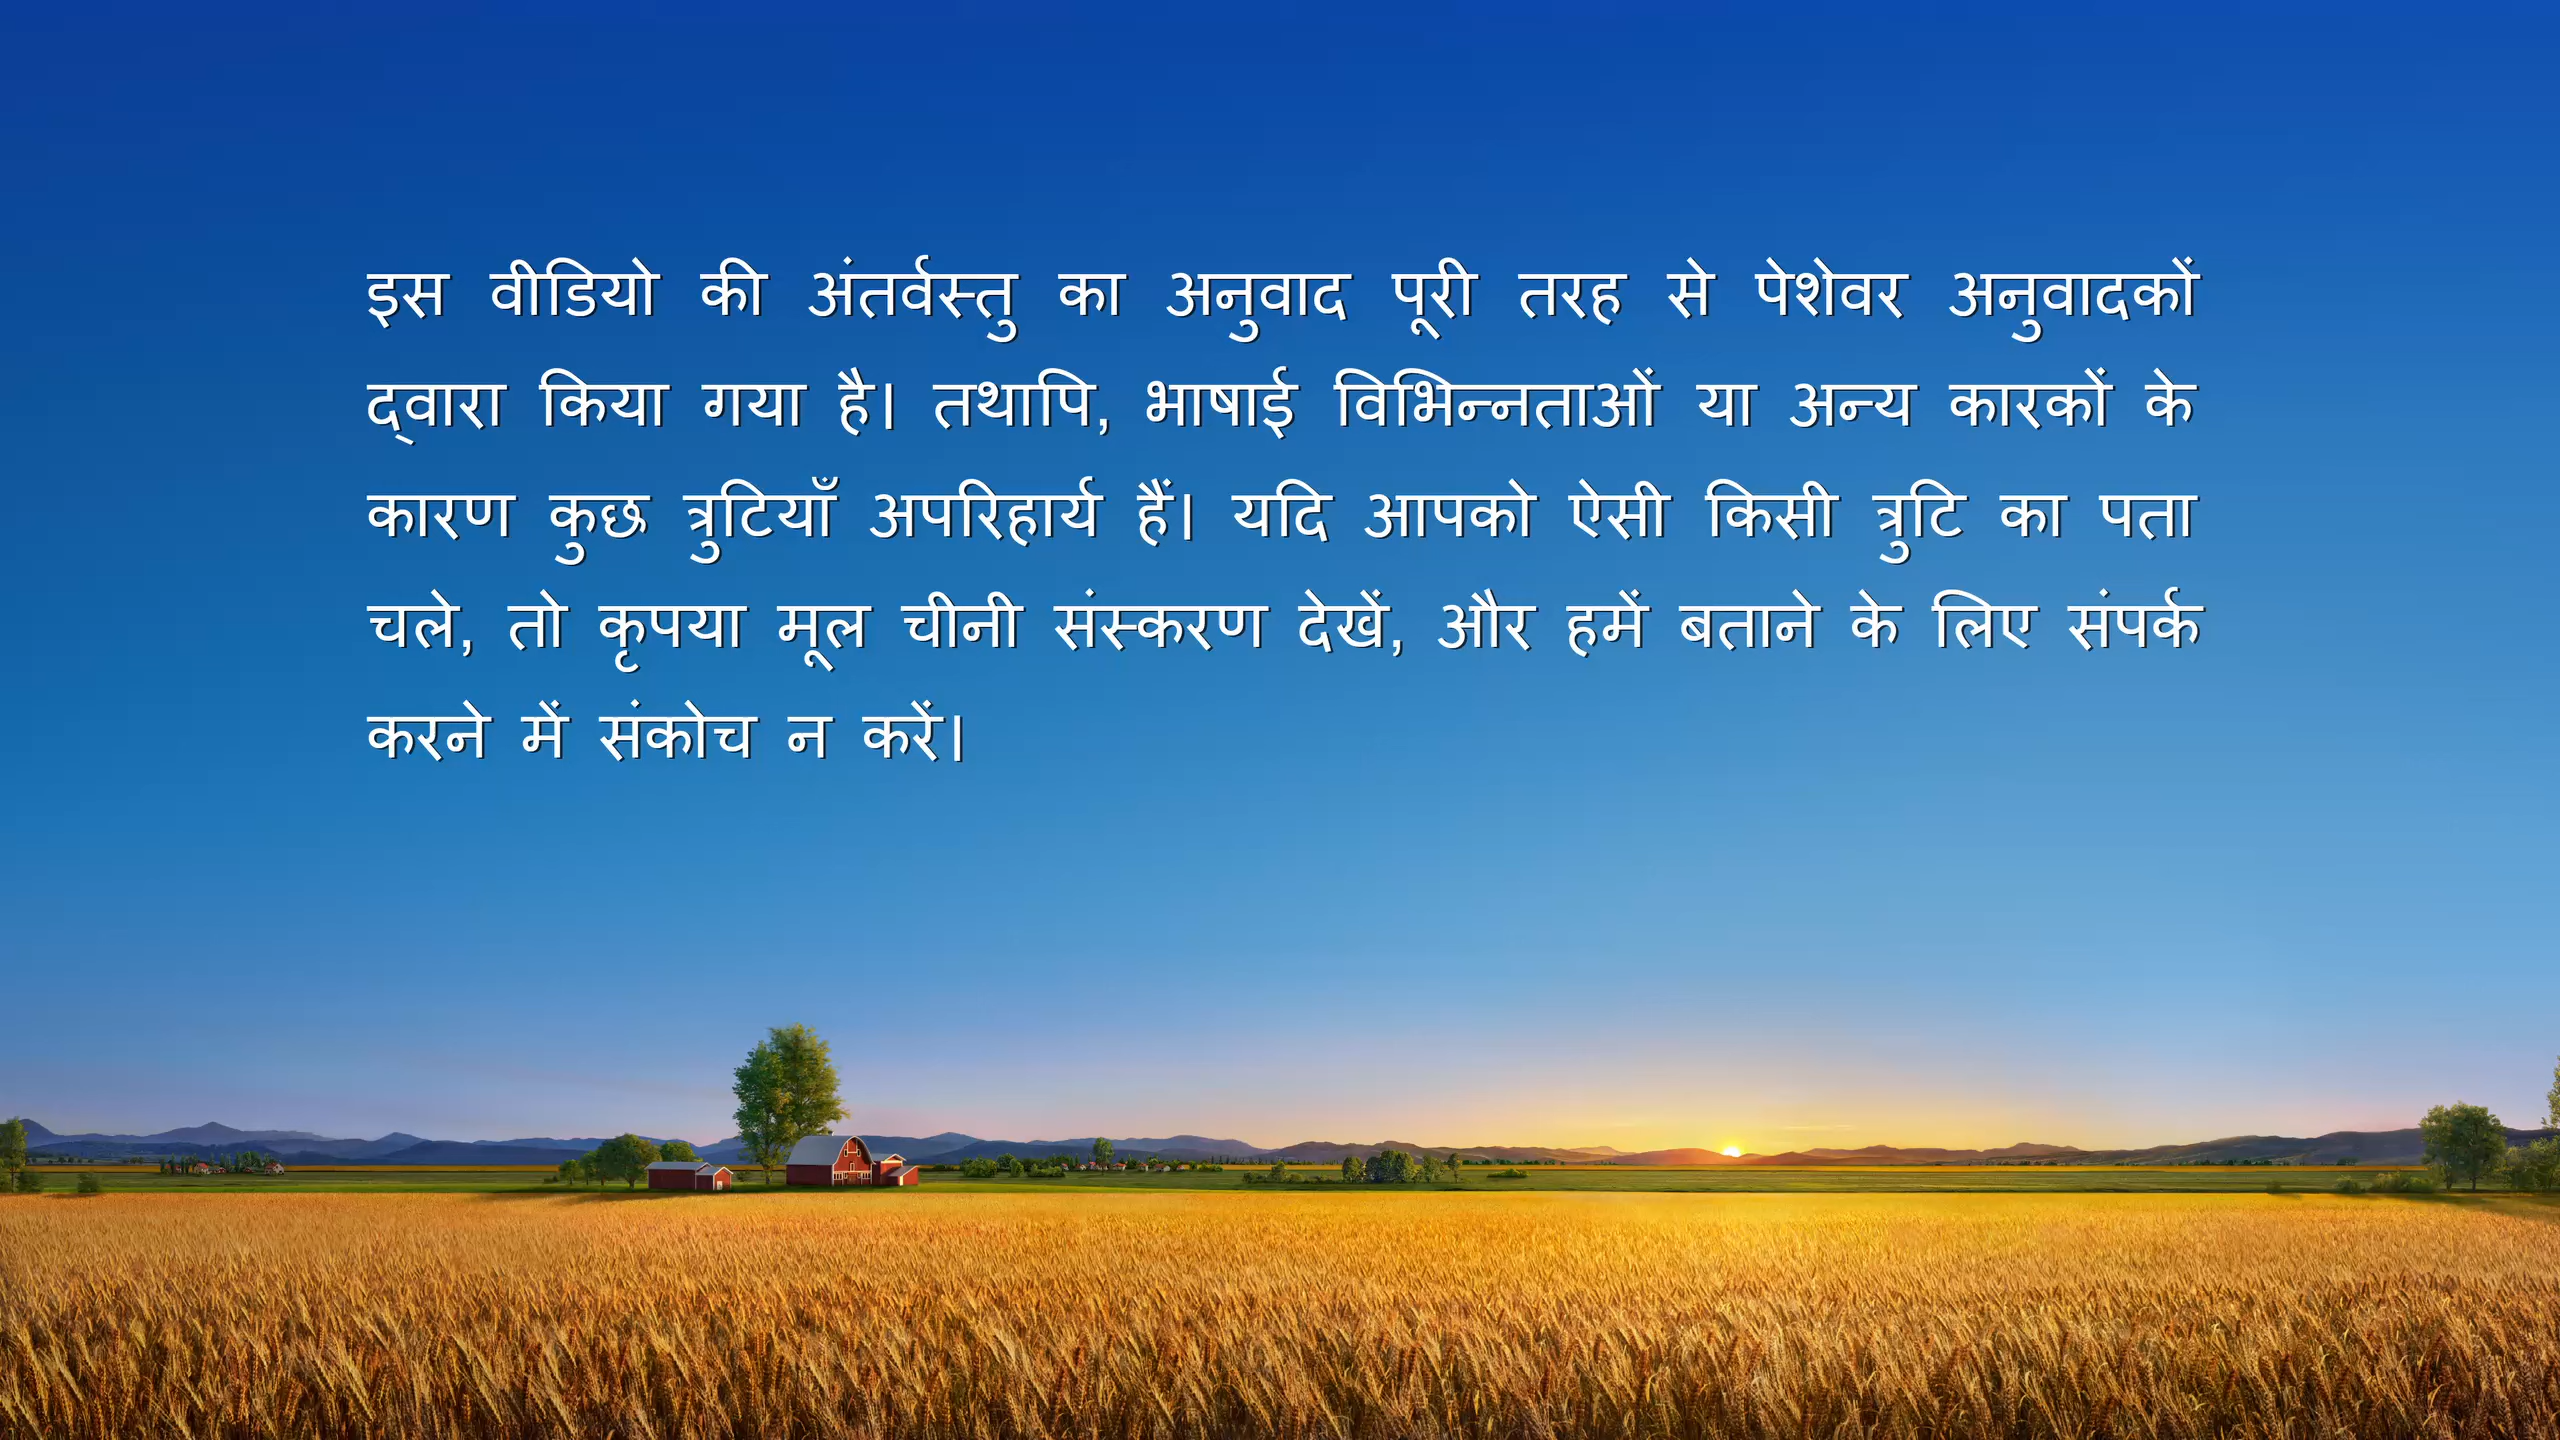 इस वीडियो की अंतर्वस्तु का अनुवाद पूरी तरह से पेशेवर अनुवादकों
द्वारा किया गया है। तथापि, भाषाई विभिन्नताओं या अन्य कारकों के
कारण कुछ त्रुटियाँ अपरिहार्य हैं। यदि आपको ऐसी किसी त्रुटि का पता
चले, तो कृपया मूल चीनी संस्करण देखें, और हमें बताने के लिए संपर्क
करने में संकोच न करें।